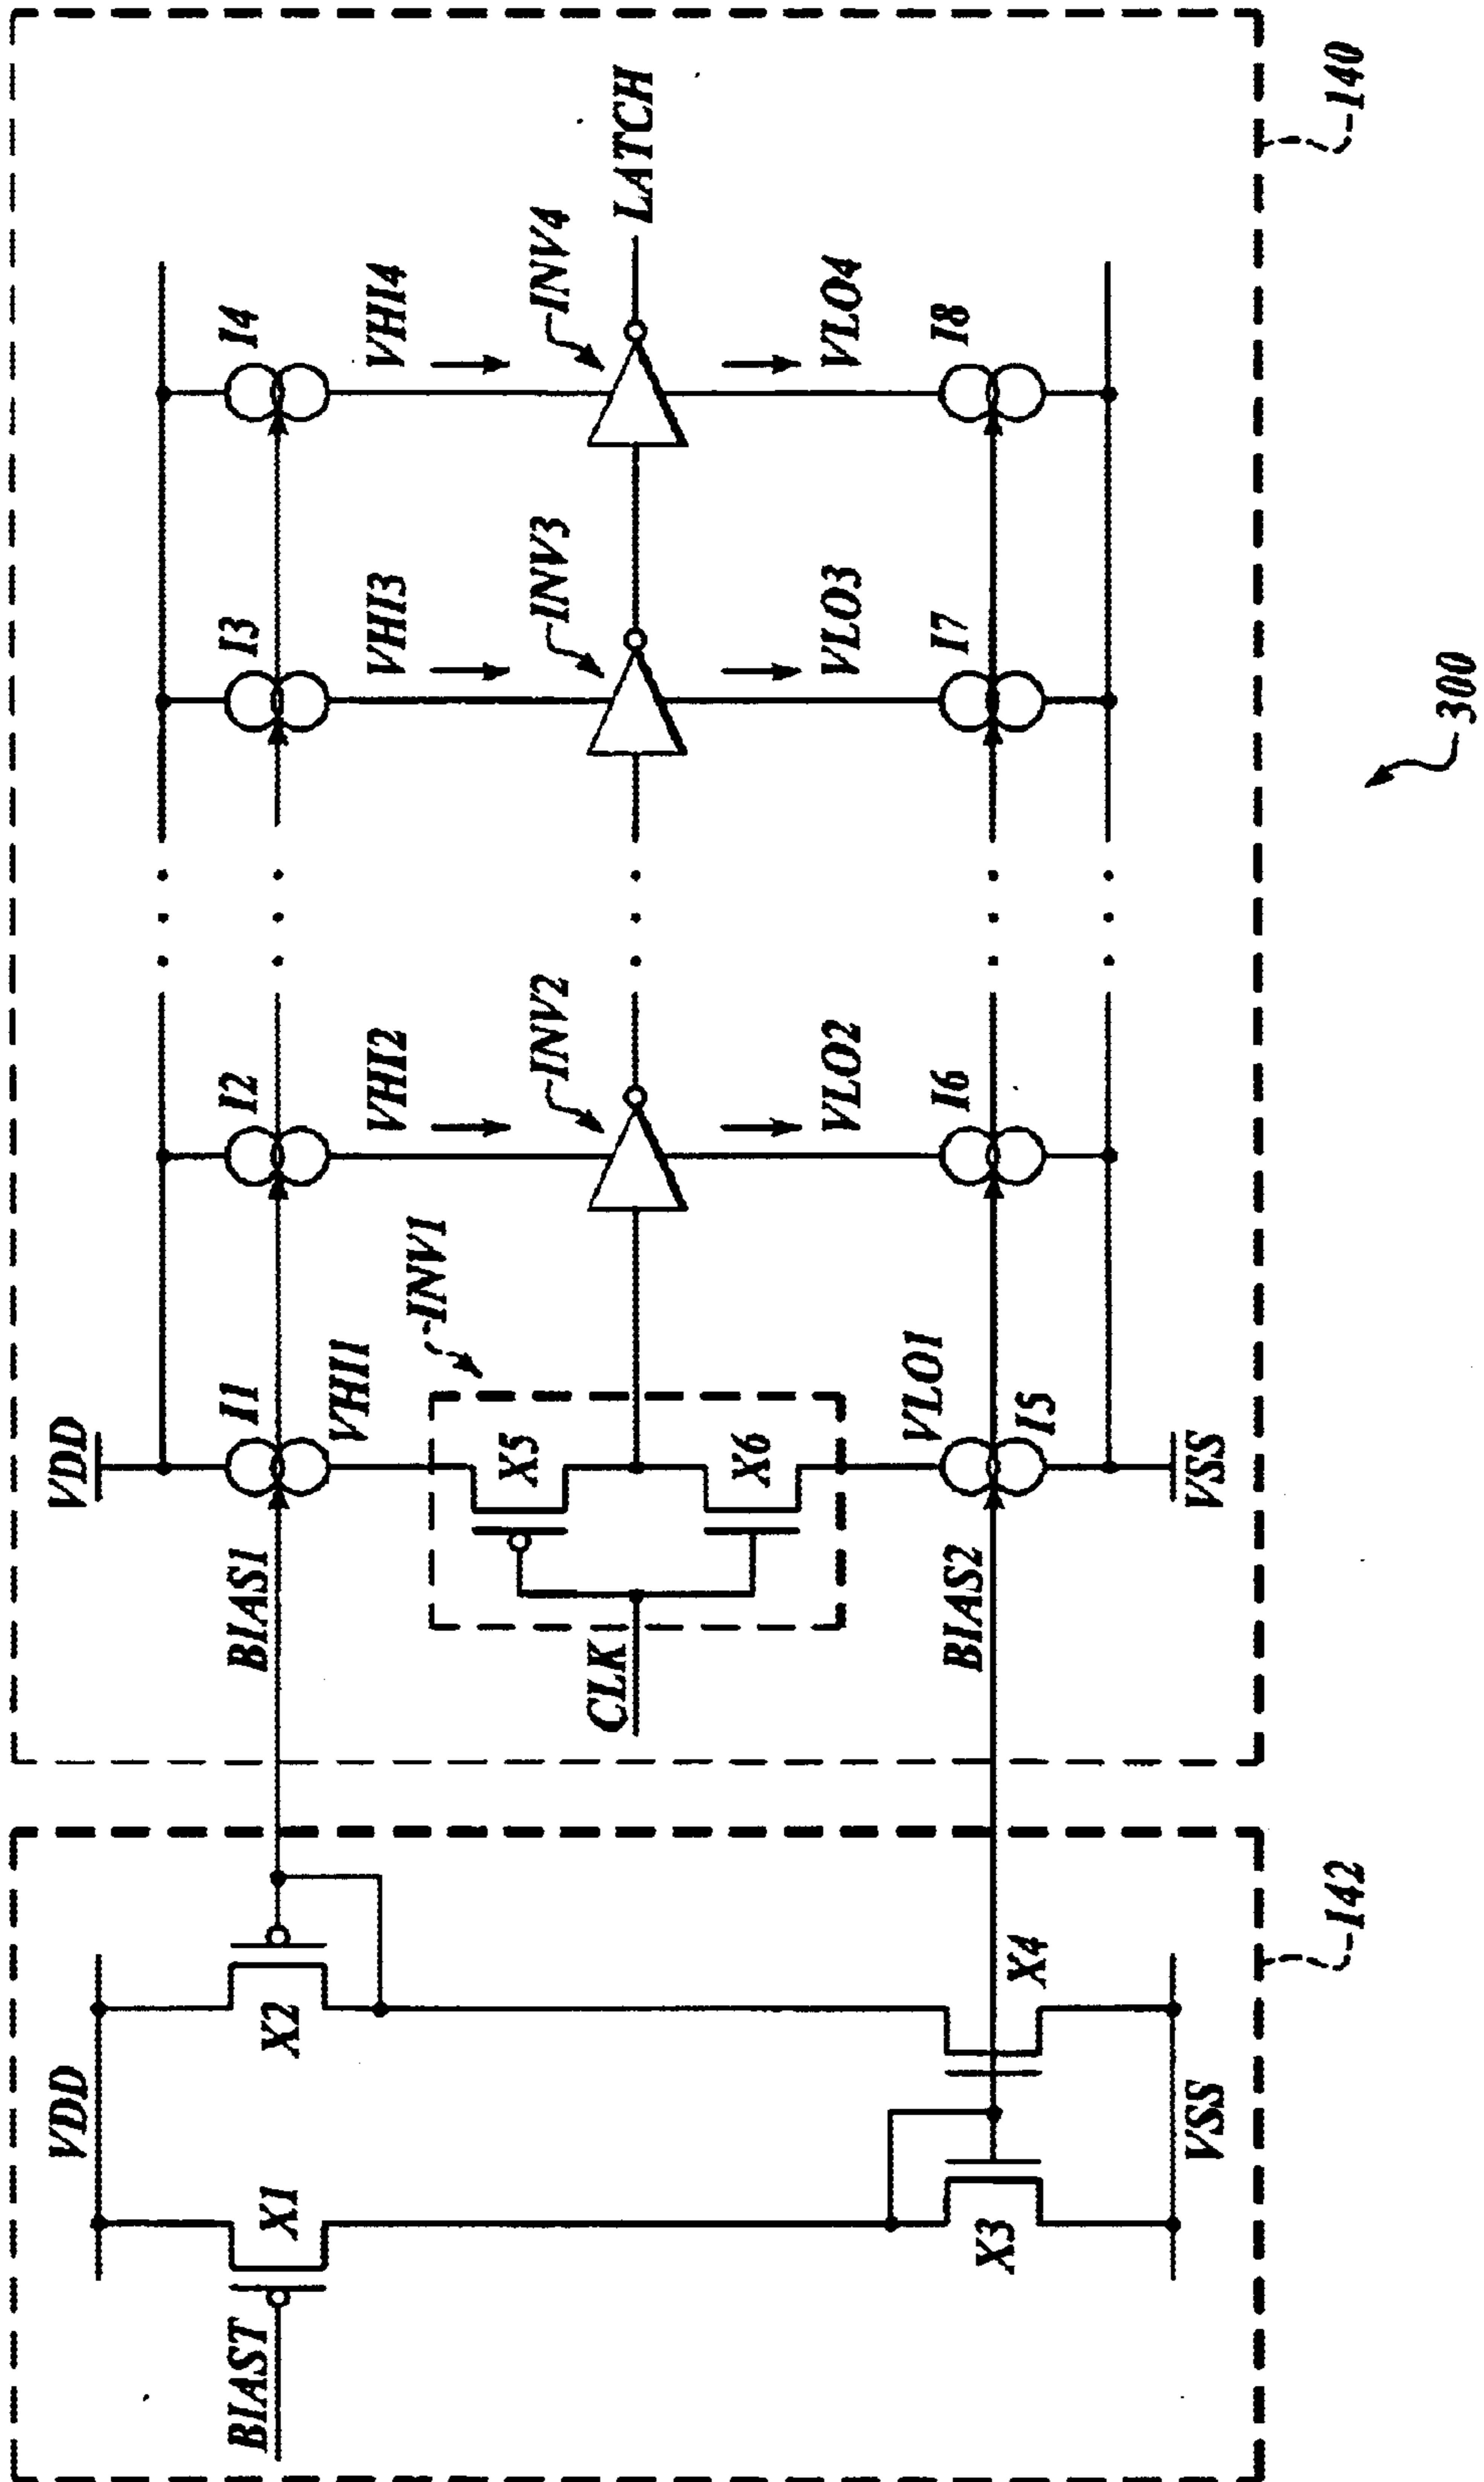 VDD
VDD
I1
I2
I3
I4
BIAST
X1
X2
BIAS1
VHI1
VHI2
VHI3
VHI4
INV1
INV2
INV3
INV4
X5
CLK
LATCH
X6
VLO1
VLO2
VLO3
VLO4
X3
X4
BIAS2
I5
I6
I7
I8
VSS
VSS
142
140
300